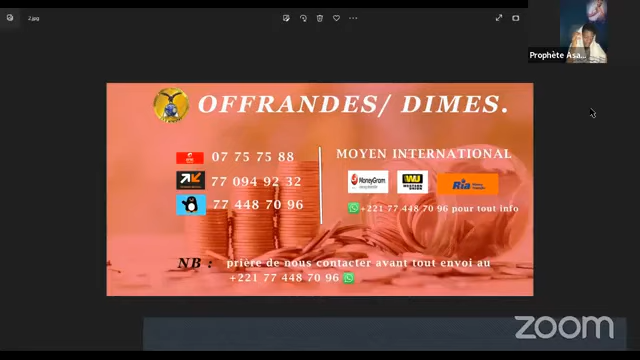 2.jpg
Prophète Asa...
OFFRANDES/ DIMES.
07 75 75 88
77 094 92 32
77 448 70 96
MOYEN INTERNATIONAL
MoneyGram
WU
Ria
+221 77 448 70 96 pour tout info
NB : prière de nous contacter avant tout envoi au
+221 77 448 70 96
zoom